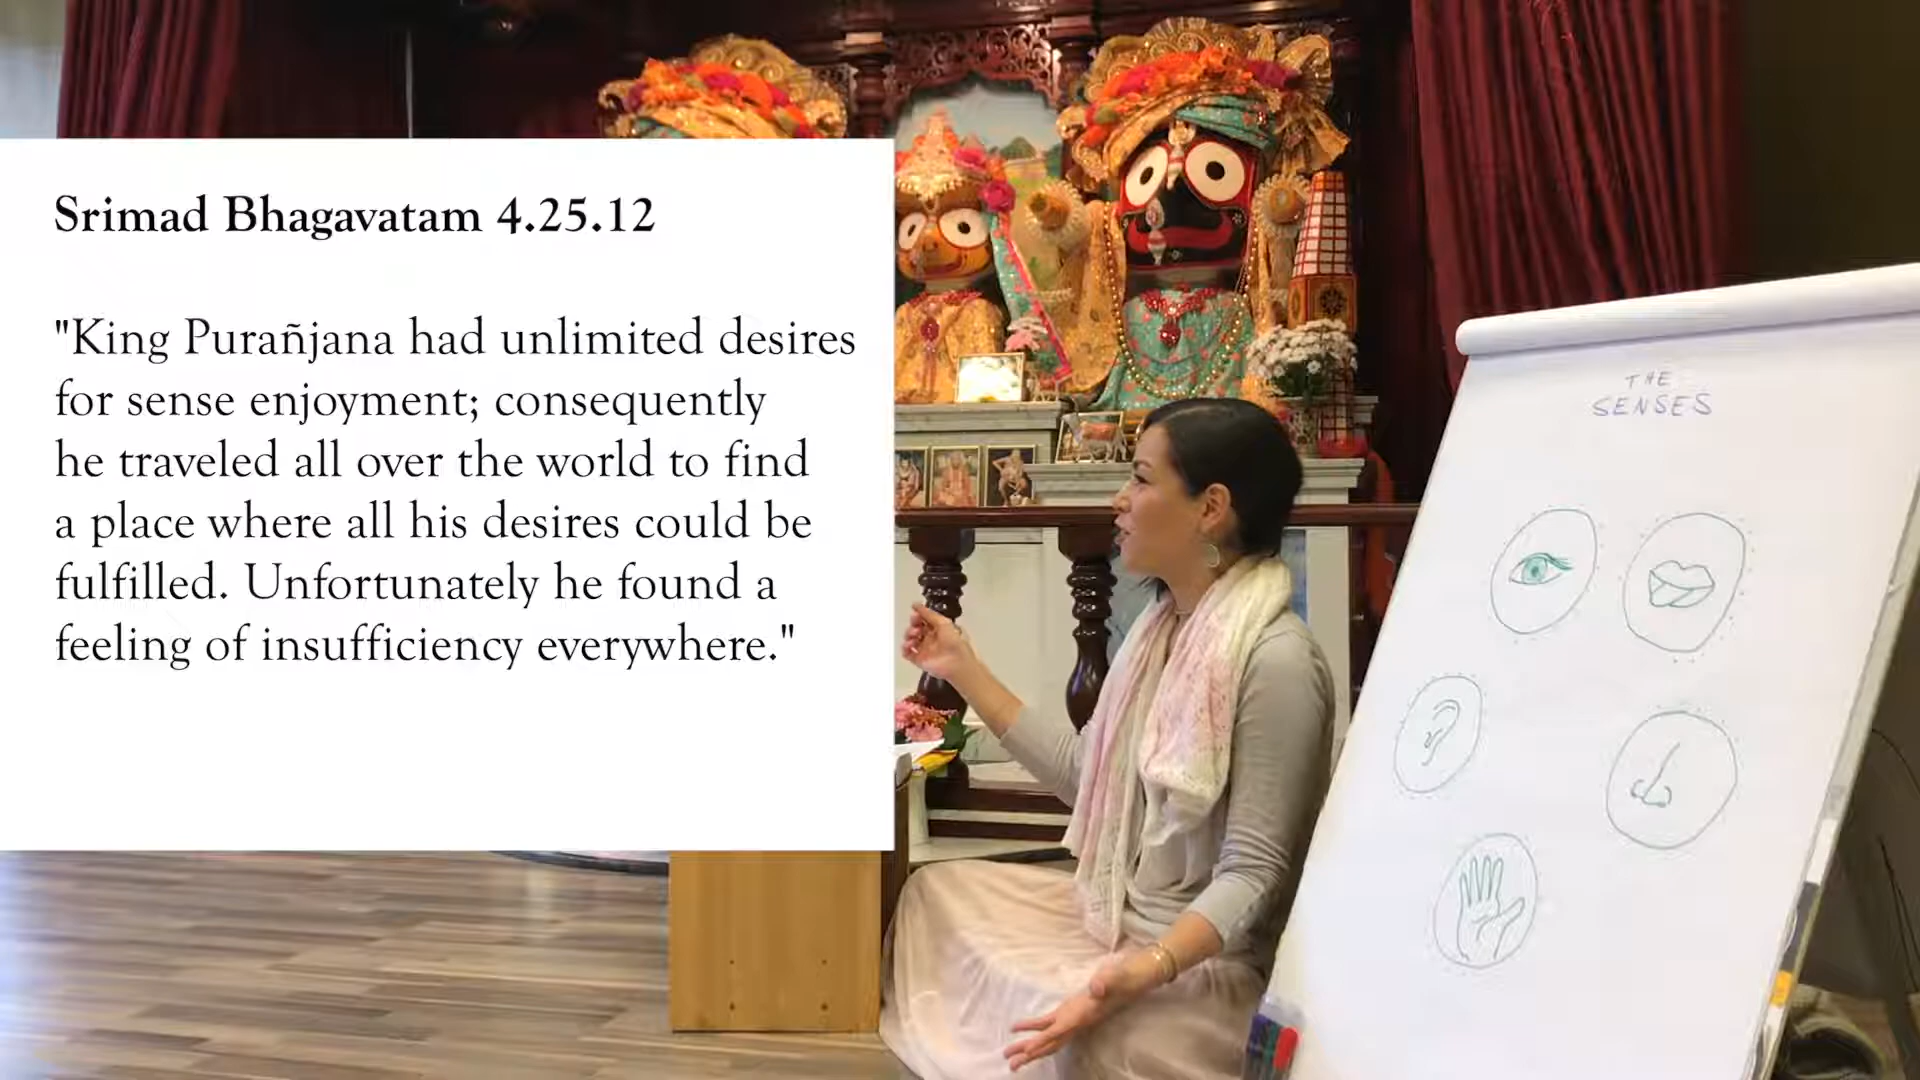 Srimad Bhagavatam 4.25.12
"King Purañjana had unlimited desires
for sense enjoyment; consequently
he traveled all over the world to find
a place where all his desires could be
fulfilled. Unfortunately he found a
feeling of insufficiency everywhere."
THE
SENSES